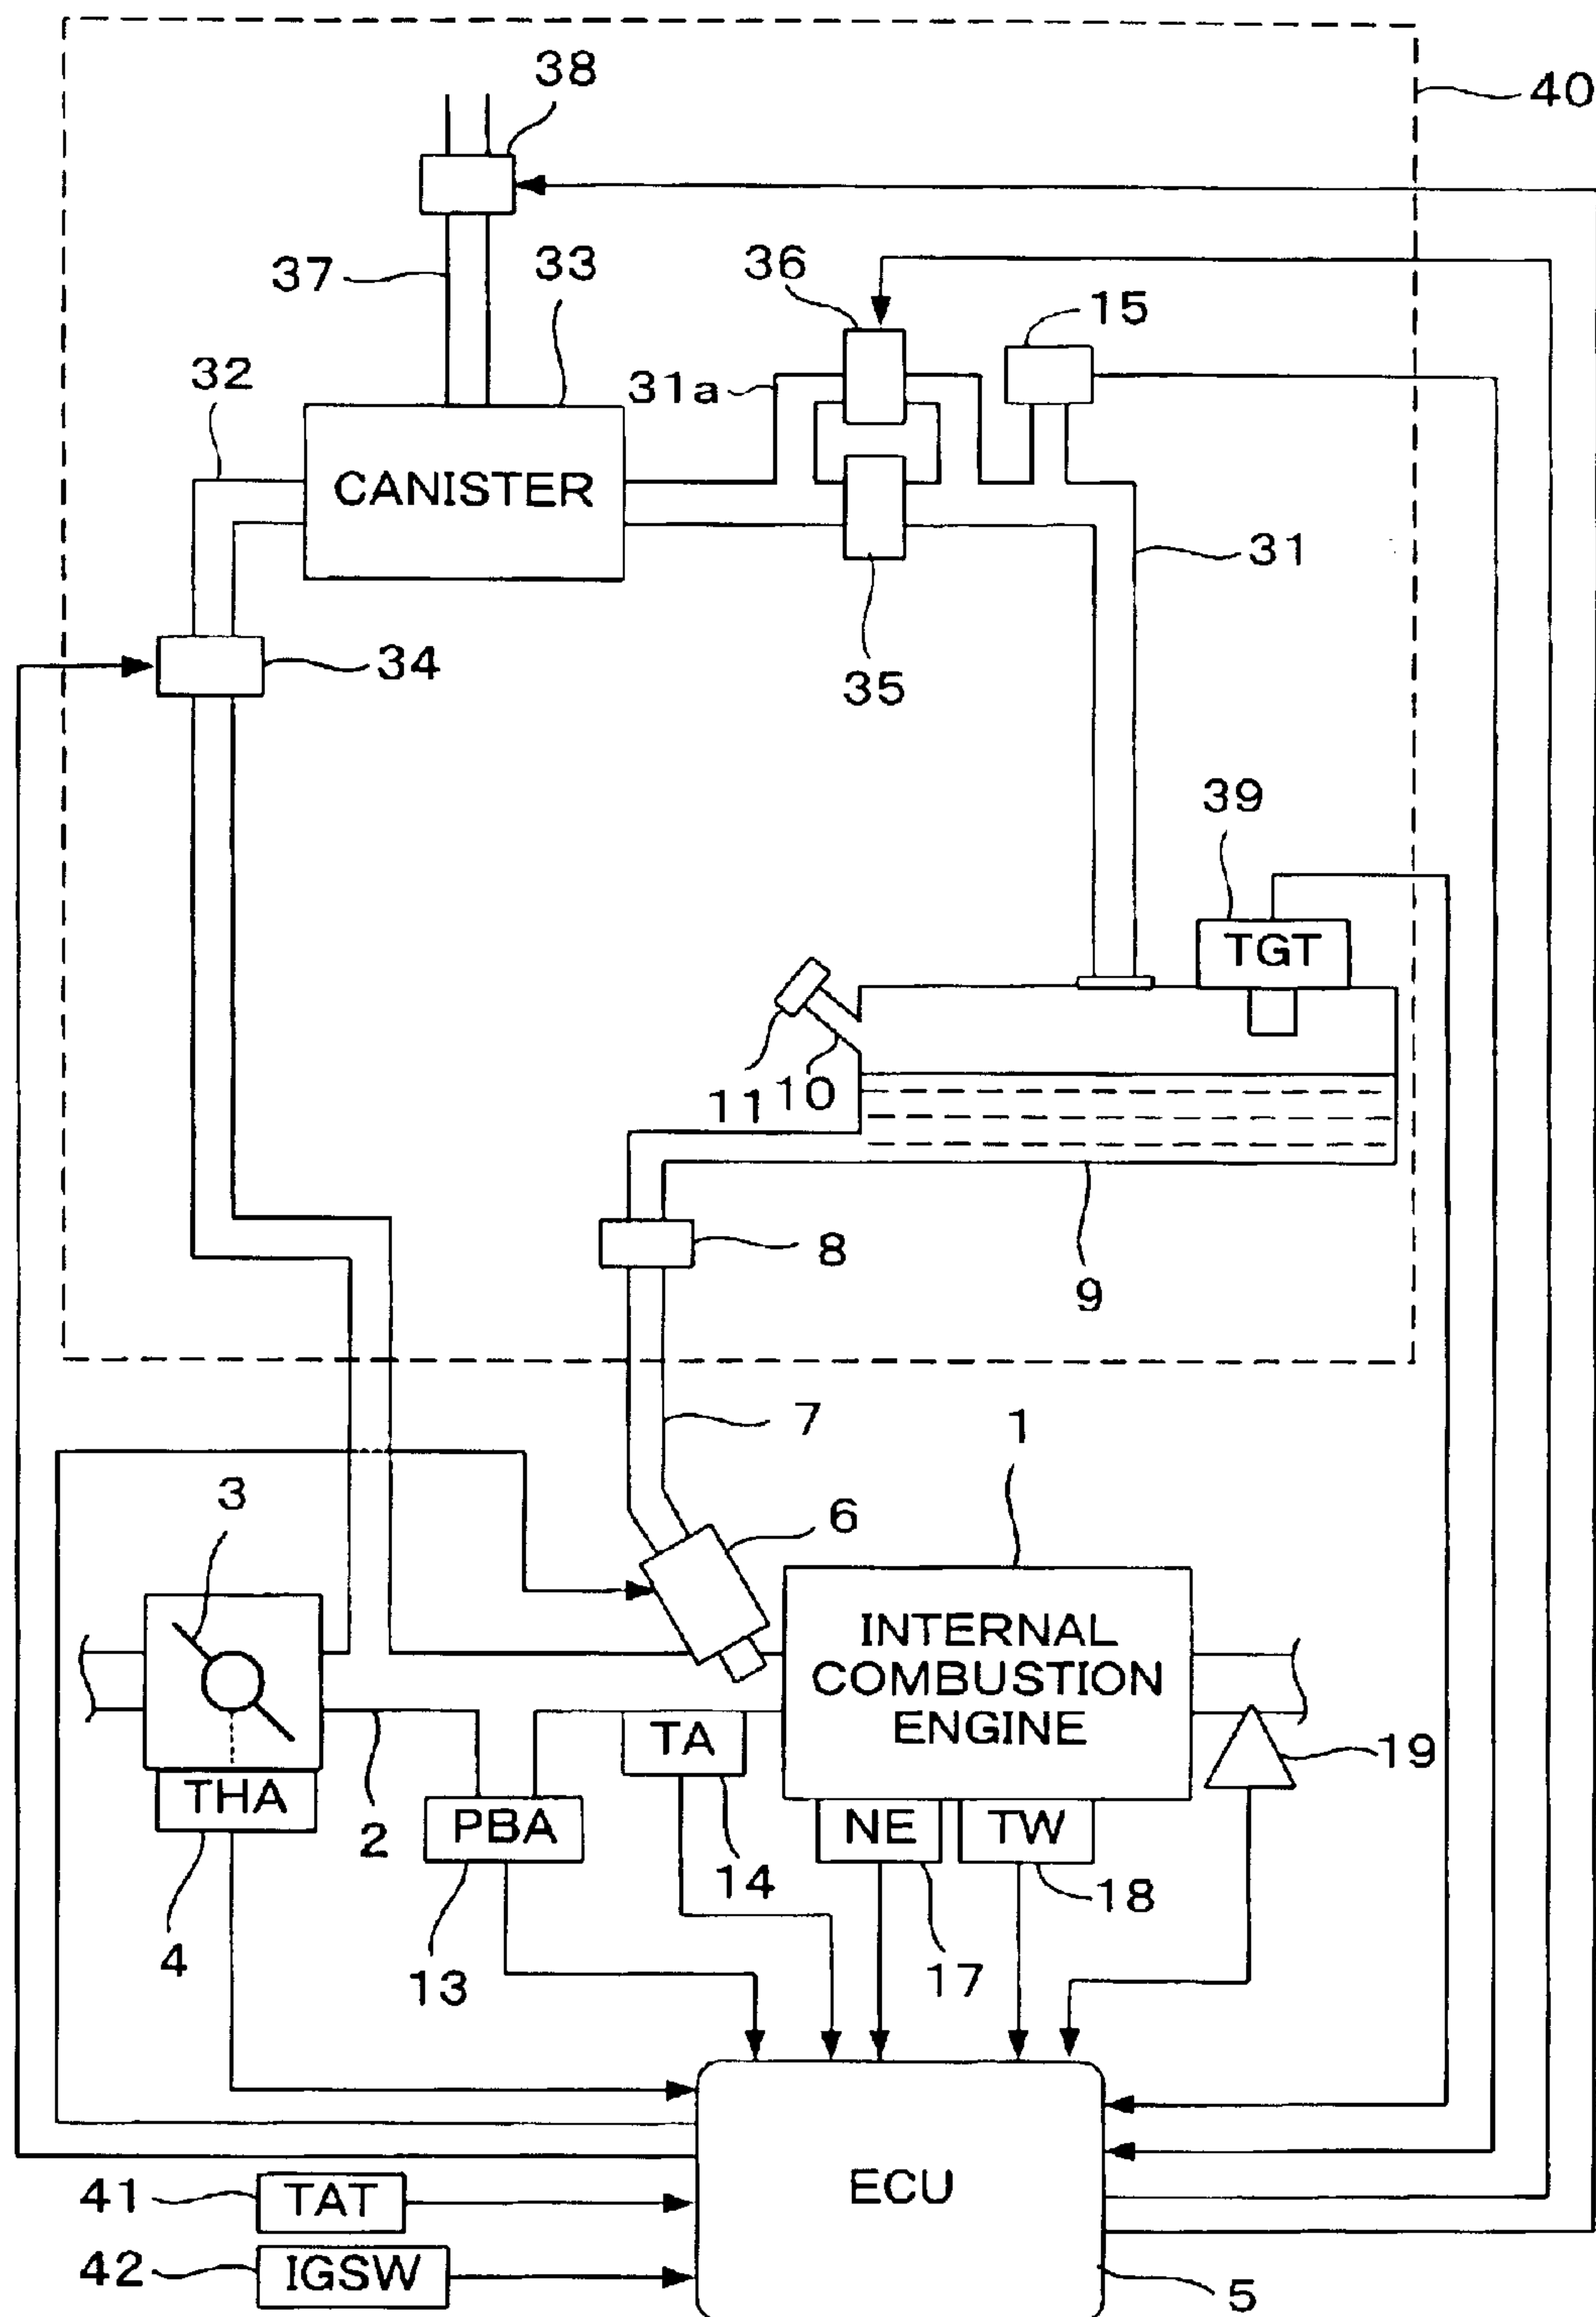 38
40
37
33
36
15
32
31a
CANISTER
31
34
35
39
TGT
11
10
8
9
7
1
3
6
INTERNAL
COMBUSTION
ENGINE
TA
19
THA
PBA
NE
TW
2
14
18
4
13
17
41
TAT
ECU
42
IGSW
5